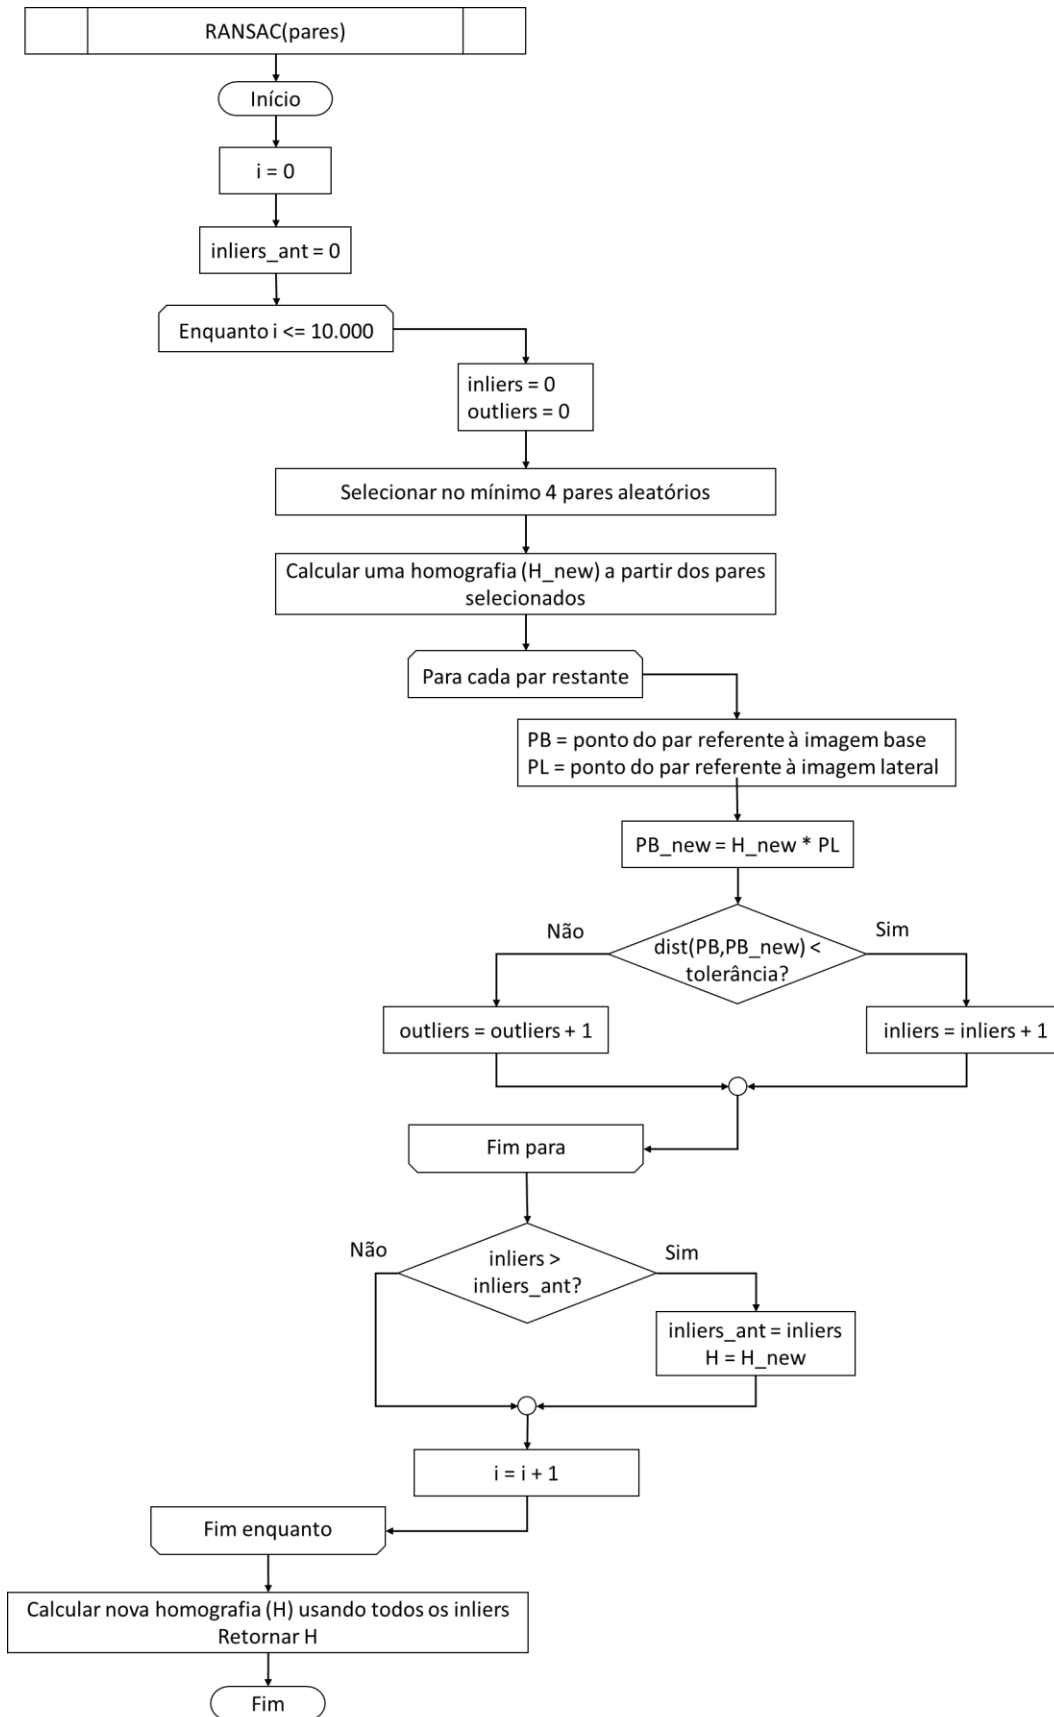 RANSAC(pares)
Início
i = 0
inliers_ant = 0
Enquanto i <= 10.000
inliers = 0
outliers = 0
Selecionar no mínimo 4 pares aleatórios
Calcular uma homografia (H_new) a partir dos pares
selecionados
Para cada par restante
PB = ponto do par referente à imagem base
PL = ponto do par referente à imagem lateral
PB_new = H_new * PL
Não
Sim
dist(PB,PB_new) <
tolerância?
outliers = outliers + 1
inliers = inliers + 1
Fim para
Não
Sim
inliers >
inliers_ant?
inliers_ant = inliers
H = H_new
i = i + 1
Fim enquanto
Calcular nova homografia (H) usando todos os inliers
Retornar H
Fim